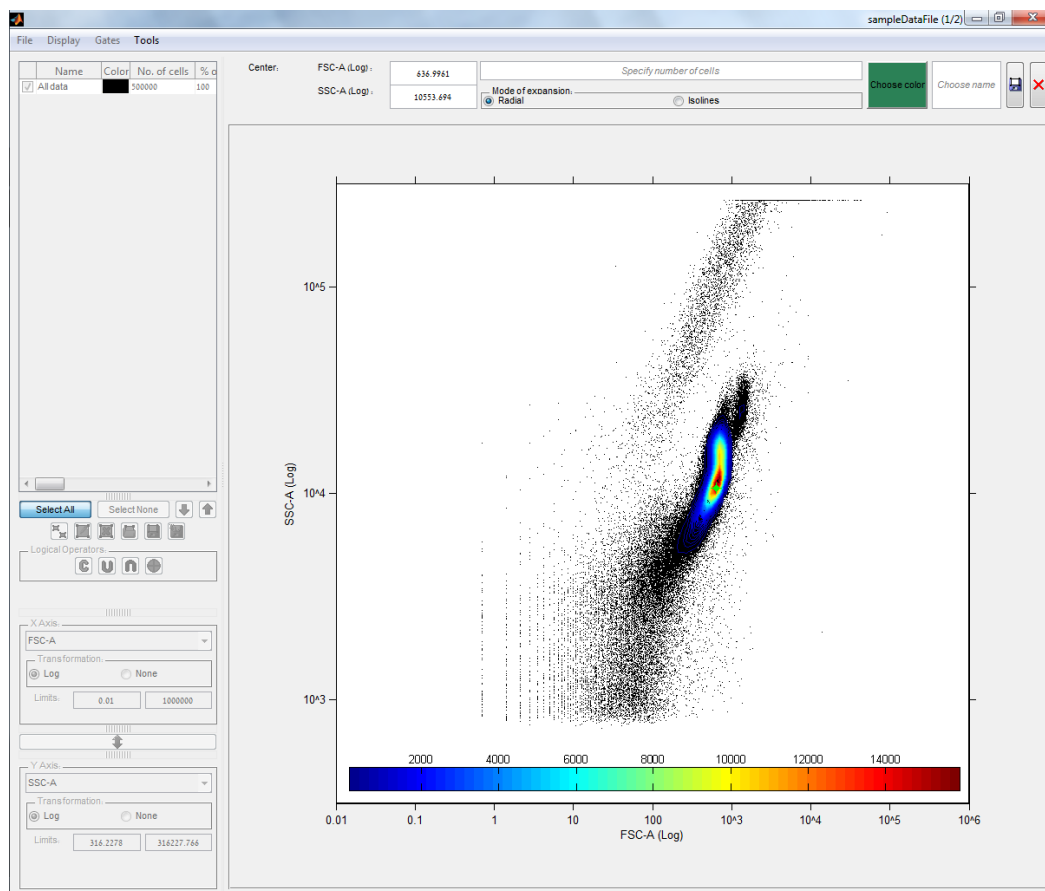 sampleDataFile (1/2)
File Display Gates Tools
Name Color No. of cells % o
All data 500000 100
Center: FSC-A (Log) : 636.9961 Specify number of cells
SSC-A (Log) : 10553.694 Mode of expansion:
Radial Isolines
Choose color Choose name
10^5
10^4
10^3
SSC-A (Log)
2000 4000 6000 8000 10000 12000 14000
0.01 0.1 1 10 100 10^3 10^4 10^5 10^6
FSC-A (Log)
Select All Select None
Logical Operators:
C U
X Axis:
FSC-A
Transformation:
Log None
Limits: 0.01 1000000
Y Axis:
SSC-A
Transformation:
Log None
Limits: 316.2278 316227.766